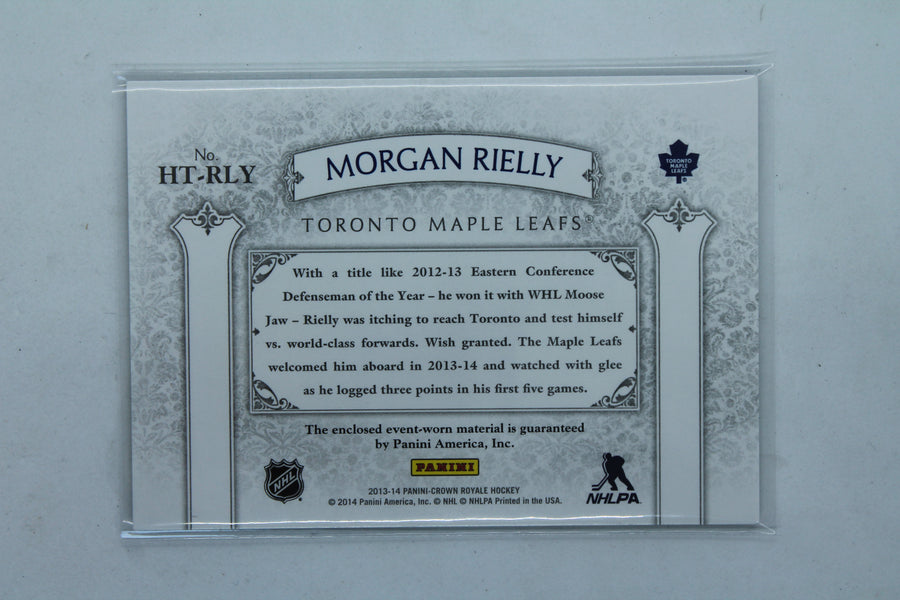 No.
HT-RLY
MORGAN RIELLY
TORONTO
MAPLE
LEAFS
TORONTO MAPLE LEAFS®
With a title like 2012-13 Eastern Conference
Defenseman of the Year – he won it with WHL Moose
Jaw – Rielly was itching to reach Toronto and test himself
vs. world-class forwards. Wish granted. The Maple Leafs
welcomed him aboard in 2013-14 and watched with glee
as he logged three points in his first five games.
The enclosed event-worn material is guaranteed
by Panini America, Inc.
PANINI
NHL
NHLPA
2013-14 PANINI-CROWN ROYALE HOCKEY
© 2014 Panini America, Inc. © NHL © NHLPA Printed in the USA.